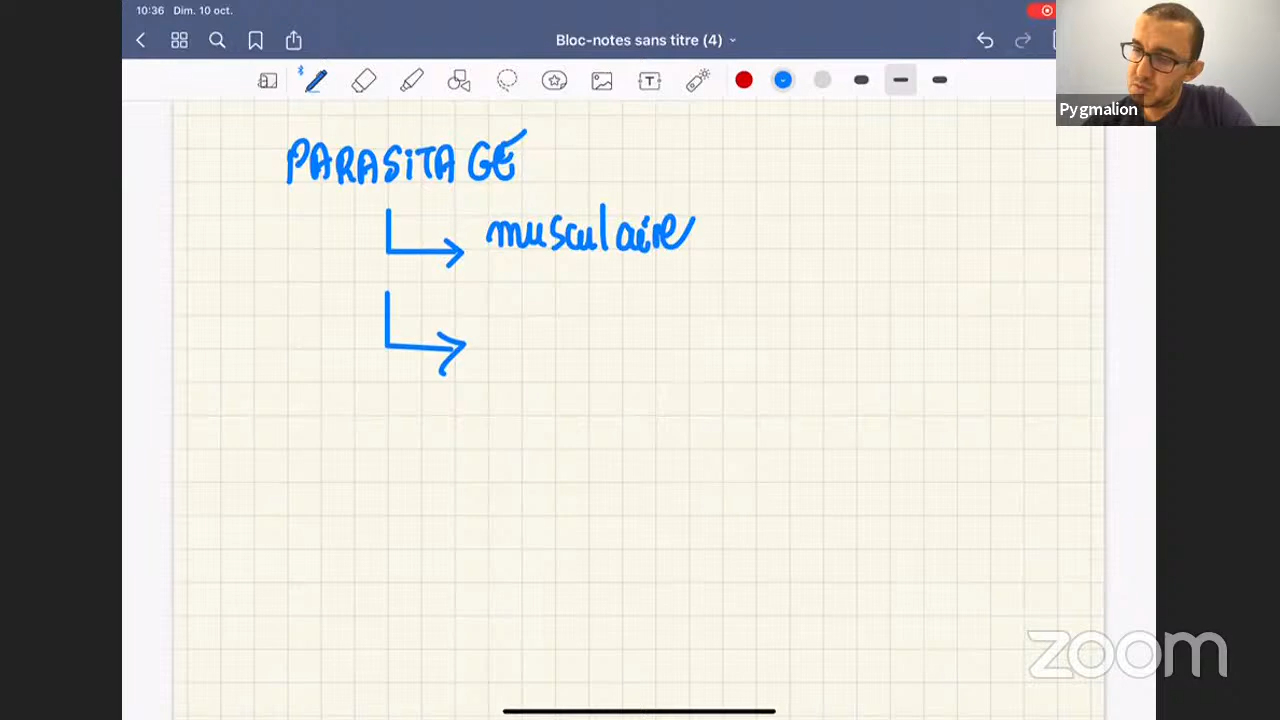 10:36 Dim. 10 oct.
Bloc-notes sans titre (4)
Pygmalion
PARASITAGE
musculaire
zoom